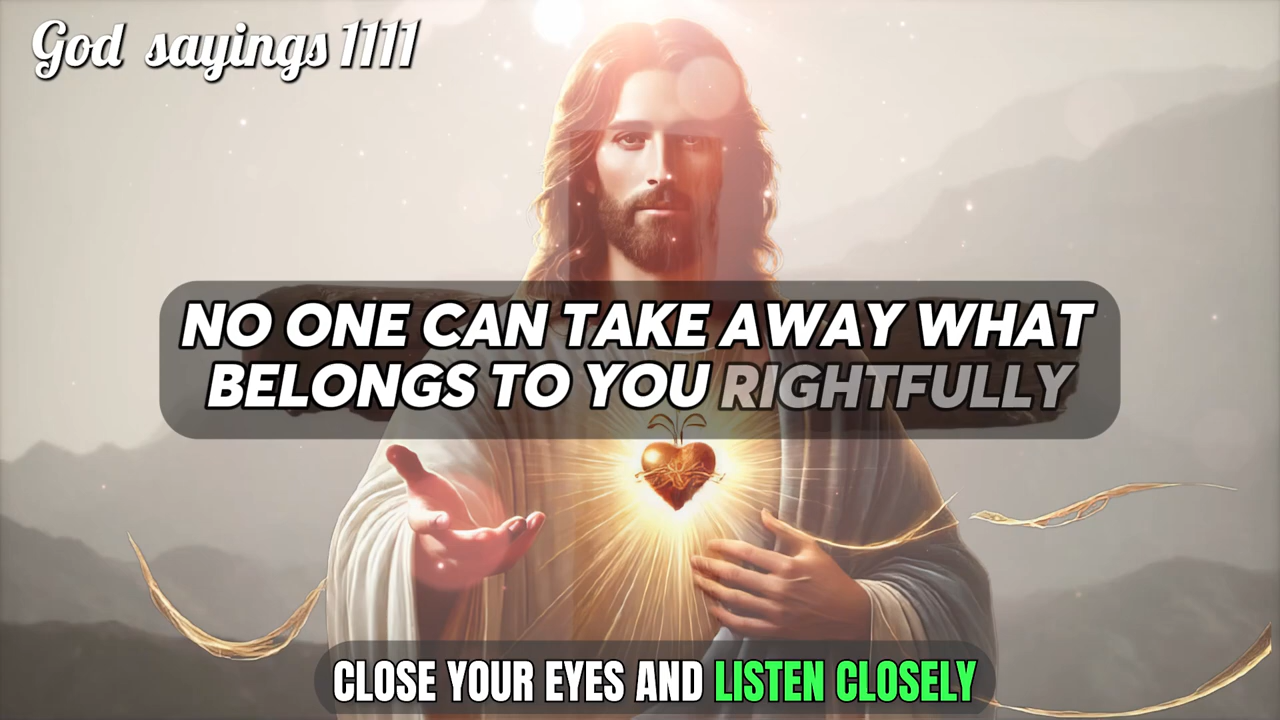 God sayings 1111
NO ONE CAN TAKE AWAY WHAT
BELONGS TO YOU RIGHTFULLY
CLOSE YOUR EYES AND LISTEN CLOSELY